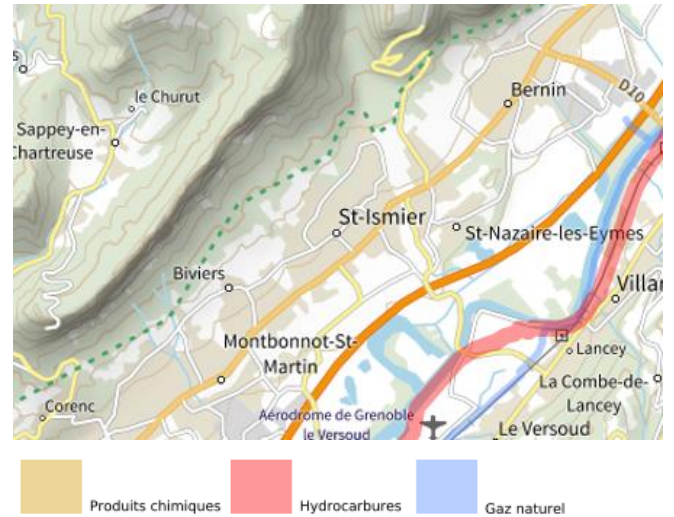 Bernin
D10
le Churut
Sappey-en-
Chartreuse
St-Ismier
St-Nazaire-les-Eymes
Biviers
Villar
Montbonnot-St-
Martin
Lancey
La Combe-de-
Lancey
Corenc
Aérodrome de Grenoble
le Versoud
Le Versoud
Produits chimiques
Hydrocarbures
Gaz naturel